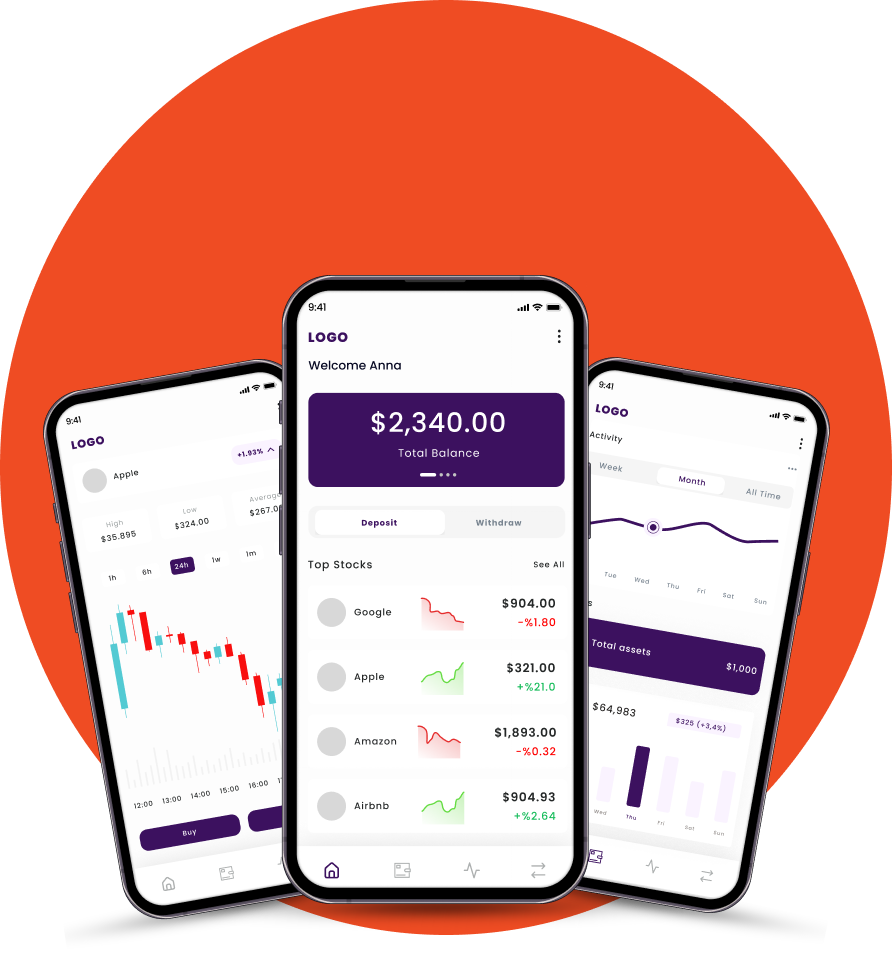 9:41
LOGO
Apple
+1.93%
High
$35.895
Low
$324.00
Average
$267.0
1h
6h
24h
1w
1m
12:00
13:00
14:00
15:00
16:00
Buy
9:41
LOGO
Welcome Anna
$2,340.00
Total Balance
Deposit
Withdraw
Top Stocks
See All
Google
$904.00
-%1.80
Apple
$321.00
+%21.0
Amazon
$1,893.00
-%0.32
Airbnb
$904.93
+%2.64
9:41
LOGO
Activity
Week
Month
All Time
Tue
Wed
Thu
Fri
Sat
Sun
Total assets
$1,000
$64,983
$325 (+3,4%)
Wed
Thu
Fri
Sat
Sun